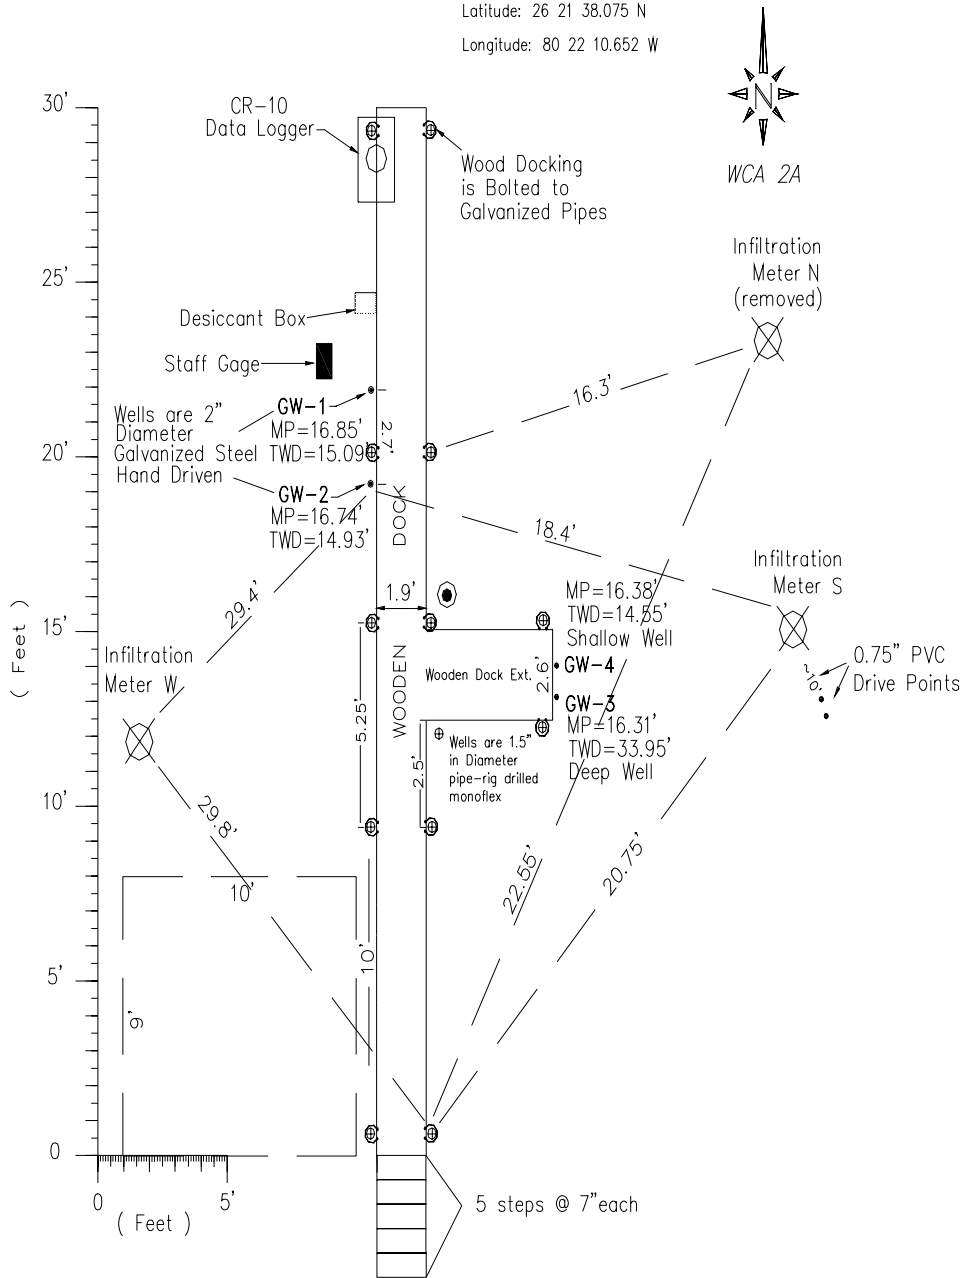 Latitude: 26 21 38.075 N
Longitude: 80 22 10.652 W
N
WCA 2A
30'
CR-10
Data Logger
Wood Docking
is Bolted to
Galvanized Pipes
Infiltration
Meter N
(removed)
25'
Desiccant Box
Staff Gage
16.3'
Wells are 2"
Diameter
Galvanized Steel
Hand Driven
GW-1
MP=16.85'
TWD=15.09'
2.7'
20'
GW-2
MP=16.74'
TWD=14.93'
DOCK
18.4'
Infiltration
Meter S
29.4'
1.9'
MP=16.38'
TWD=14.55'
Shallow Well
15'
( Feet )
Infiltration
Meter W
WOODEN
Wooden Dock Ext.
2.6'
GW-4
GW-3
MP=16.31'
TWD=33.95'
Deep Well
~10'
0.75" PVC
Drive Points
5.25'
2.5'
Wells are 1.5"
in Diameter
pipe-rig drilled
monoflex
10'
29.8'
22.55'
20.75'
10'
10'
5'
9'
0
0
5'
( Feet )
5 steps @ 7"each